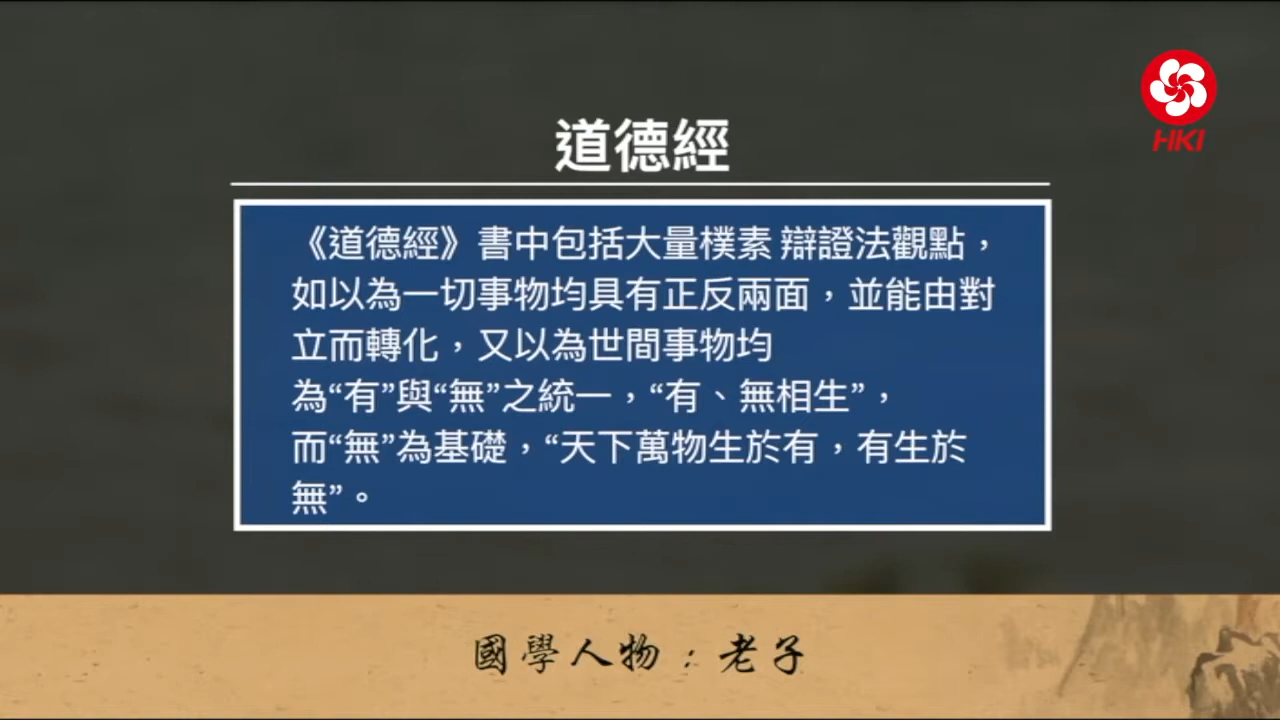 HKI
道德經
《道德經》書中包括大量樸素 辯證法觀點，
如以為一切事物均具有正反兩面，並能由對
立而轉化，又以為世間事物均
為“有”與“無”之統一，“有、無相生”，
而“無”為基礎，“天下萬物生於有，有生於
無”。
國學人物：老子